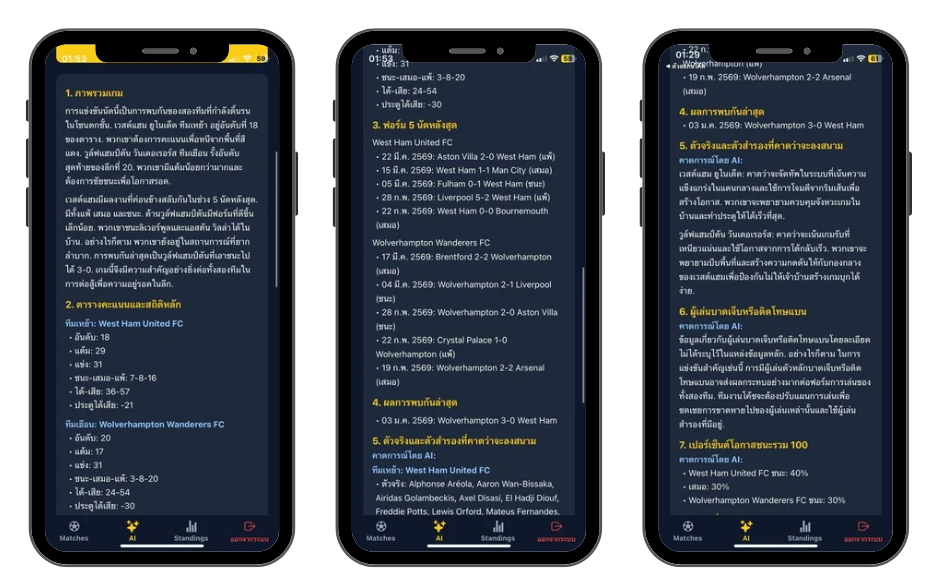 01:53
59
1. ภาพรวมเกม
การแข่งขันนัดนี้เป็นการพบกันของสองทีมที่กำลังดิ้นรน
ในโซนตกชั้น. เวสต์แฮม ยูไนเต็ด ทีมเหย้า อยู่อันดับที่ 18
ของตาราง. พวกเขาต้องการคะแนนเพื่อหนีจากพื้นที่สี
แดง. วูล์ฟแฮมป์ตัน วันเดอเรอร์ส ทีมเยือน รั้งอันดับ
สุดท้ายของลีกที่ 20. พวกเขามีแต้มน้อยกว่ามากและ
ต้องการชัยชนะเพื่อโอกาสรอด.
เวสต์แฮมมีผลงานที่ค่อนข้างสลับกันในช่วง 5 นัดหลังสุด.
มีทั้งแพ้ เสมอ และชนะ. ด้านวูล์ฟแฮมป์ตันมีฟอร์มที่ดีขึ้น
เล็กน้อย. พวกเขาชนะลิเวอร์พูลและแอสตัน วิลล่าได้ใน
บ้าน. อย่างไรก็ตาม พวกเขายังอยู่ในสถานการณ์ที่ยาก
ลำบาก. การพบกันล่าสุดเป็นวูล์ฟแฮมป์ตันที่เอาชนะไป
ได้ 3-0. เกมนี้จึงมีความสำคัญอย่างยิ่งต่อทั้งสองทีมใน
การต่อสู้เพื่อความอยู่รอดในลีก.
2. ตารางคะแนนและสถิติหลัก
ทีมเหย้า: West Ham United FC
• อันดับ: 18
• แต้ม: 29
• แข่ง: 31
• ชนะ-เสมอ-แพ้: 7-8-16
• ได้-เสีย: 36-57
• ประตูได้เสีย: -21
ทีมเยือน: Wolverhampton Wanderers FC
• อันดับ: 20
• แต้ม: 17
• แข่ง: 31
• ชนะ-เสมอ-แพ้: 3-8-20
• ได้-เสีย: 24-54
• ประตูได้เสีย: -30
Matches
AI
Standings
ออกจากระบบ
• แต้ม:
01:53
59
• แข่ง: 31
• ชนะ-เสมอ-แพ้: 3-8-20
• ได้-เสีย: 24-54
• ประตูได้เสีย: -30
3. ฟอร์ม 5 นัดหลังสุด
West Ham United FC
• 22 มี.ค. 2569: Aston Villa 2-0 West Ham (แพ้)
• 15 มี.ค. 2569: West Ham 1-1 Man City (เสมอ)
• 05 มี.ค. 2569: Fulham 0-1 West Ham (ชนะ)
• 28 ก.พ. 2569: Liverpool 5-2 West Ham (แพ้)
• 22 ก.พ. 2569: West Ham 0-0 Bournemouth
(เสมอ)
Wolverhampton Wanderers FC
• 17 มี.ค. 2569: Brentford 2-2 Wolverhampton
(เสมอ)
• 04 มี.ค. 2569: Wolverhampton 2-1 Liverpool
(ชนะ)
• 28 ก.พ. 2569: Wolverhampton 2-0 Aston Villa
(ชนะ)
• 22 ก.พ. 2569: Crystal Palace 1-0
Wolverhampton (แพ้)
• 19 ก.พ. 2569: Wolverhampton 2-2 Arsenal
(เสมอ)
4. ผลการพบกันล่าสุด
• 03 ม.ค. 2569: Wolverhampton 3-0 West Ham
5. ตัวจริงและตัวสำรองที่คาดว่าจะลงสนาม
คาดการณ์โดย AI:
ทีมเหย้า: West Ham United FC
• ตัวจริง: Alphonse Aréola, Aaron Wan-Bissaka,
Airidas Golambeckis, Axel Disasi, El Hadji Diouf,
Freddie Potts, Lewis Orford, Mateus Fernandes,
Matches
AI
Standings
ออกจากระบบ
• 22 ก.
01:29
61
Wolverhampton (แพ้)
• 19 ก.พ. 2569: Wolverhampton 2-2 Arsenal
(เสมอ)
4. ผลการพบกันล่าสุด
• 03 ม.ค. 2569: Wolverhampton 3-0 West Ham
5. ตัวจริงและตัวสำรองที่คาดว่าจะลงสนาม
คาดการณ์โดย AI:
เวสต์แฮม ยูไนเต็ด: คาดว่าจะจัดทัพในระบบที่เน้นความ
แข็งแกร่งในแดนกลางและใช้การโจมตีจากริมเส้นเพื่อ
สร้างโอกาส. พวกเขาจะพยายามควบคุมจังหวะเกมใน
บ้านและทำประตูให้ได้เร็วที่สุด.
วูล์ฟแฮมป์ตัน วันเดอเรอร์ส: คาดว่าจะเน้นเกมรับที่
เหนียวแน่นและใช้โอกาสจากการโต้กลับเร็ว. พวกเขาจะ
พยายามบีบพื้นที่และสร้างความกดดันให้กับกองกลาง
ของเวสต์แฮมเพื่อป้องกันไม่ให้เจ้าบ้านสร้างเกมบุกได้
ง่าย.
6. ผู้เล่นบาดเจ็บหรือติดโทษแบน
คาดการณ์โดย AI:
ข้อมูลเกี่ยวกับผู้เล่นบาดเจ็บหรือติดโทษแบนโดยละเอียด
ไม่ได้ระบุไว้ในแหล่งข้อมูลหลัก. อย่างไรก็ตาม ในการ
แข่งขันสำคัญเช่นนี้ การมีผู้เล่นตัวหลักบาดเจ็บหรือติด
โทษแบนอาจส่งผลกระทบอย่างมากต่อฟอร์มการเล่นของ
ทั้งสองทีม. ทีมงานโค้ชจะต้องปรับแผนการเล่นเพื่อ
ชดเชยการขาดหายไปของผู้เล่นเหล่านั้นและใช้ผู้เล่น
สำรองที่มีอยู่.
7. เปอร์เซ็นต์โอกาสชนะรวม 100
คาดการณ์โดย AI:
• West Ham United FC ชนะ: 40%
• เสมอ: 30%
• Wolverhampton Wanderers FC ชนะ: 30%
Matches
AI
Standings
ออกจากระบบ